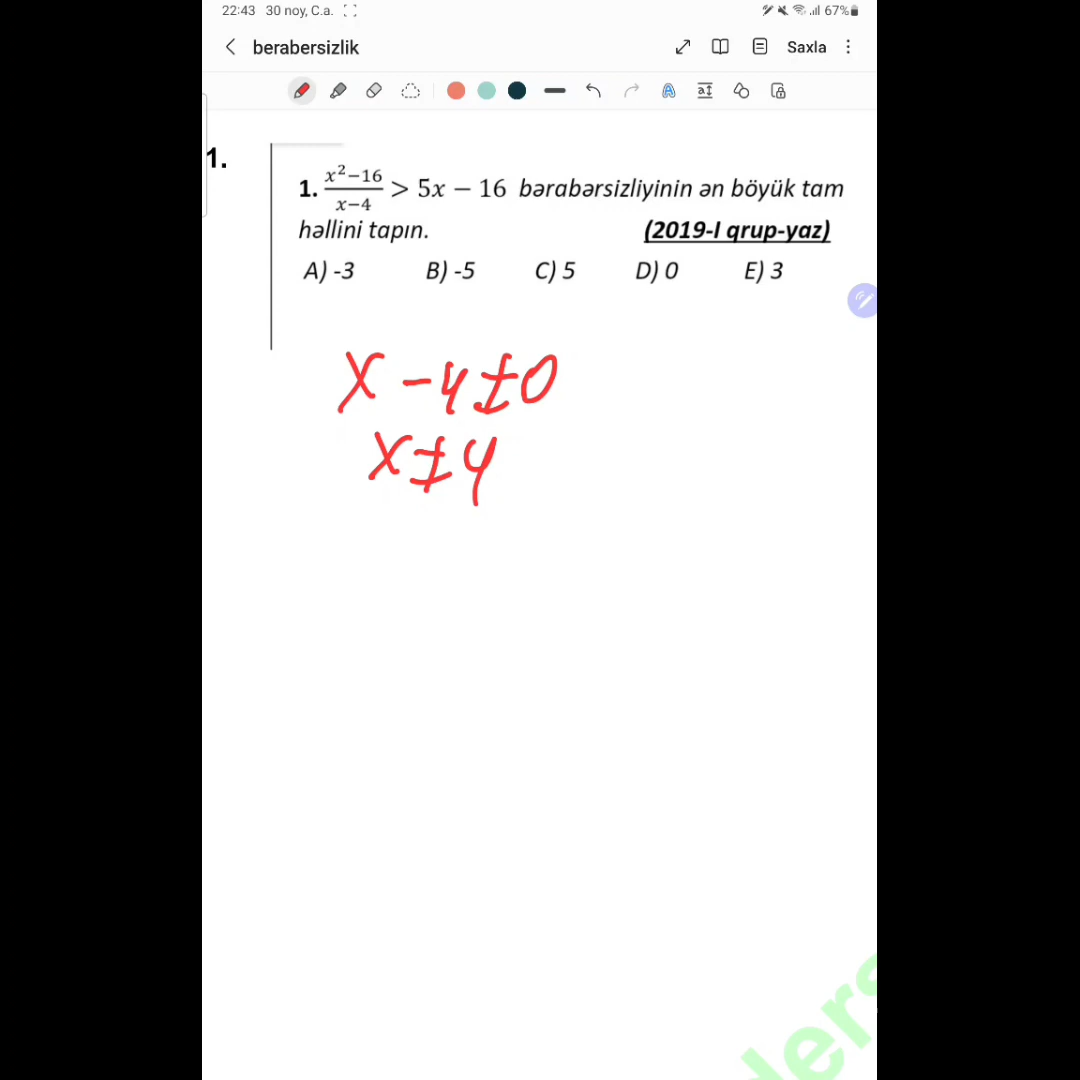 22:43 30 noy, C.a. 67%
berabersizlik Saxla
1.
1. x²−16/x−4 > 5x − 16 bərabərsizliyinin ən böyük tam
həllini tapın. (2019-I qrup-yaz)
A) -3 B) -5 C) 5 D) 0 E) 3
x - 4 ≠ 0
x ≠ 4
ders